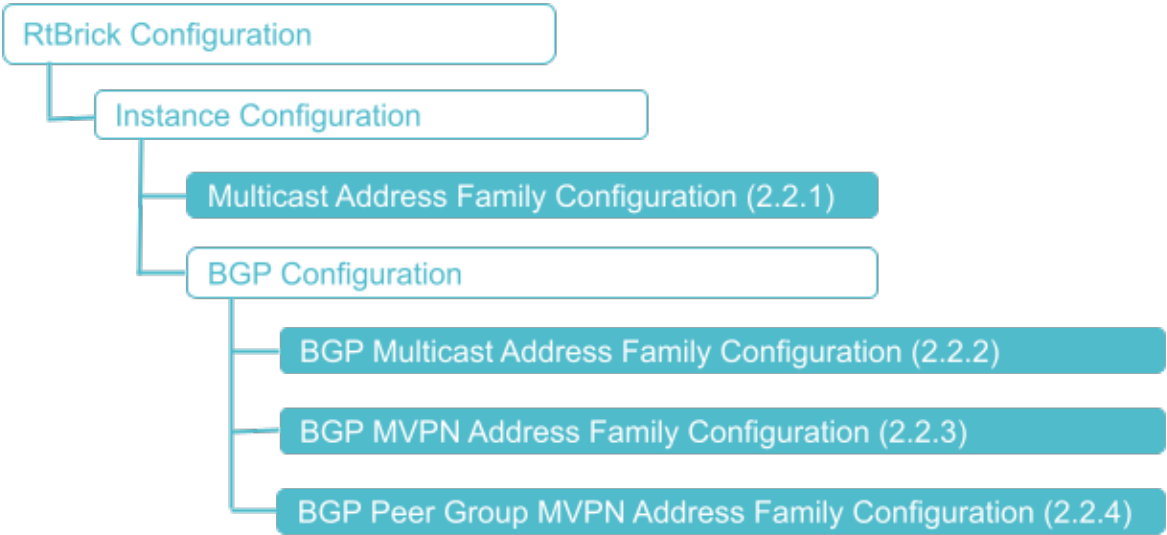 RtBrick Configuration
Instance Configuration
Multicast Address Family Configuration (2.2.1)
BGP Configuration
BGP Multicast Address Family Configuration (2.2.2)
BGP MVPN Address Family Configuration (2.2.3)
BGP Peer Group MVPN Address Family Configuration (2.2.4)